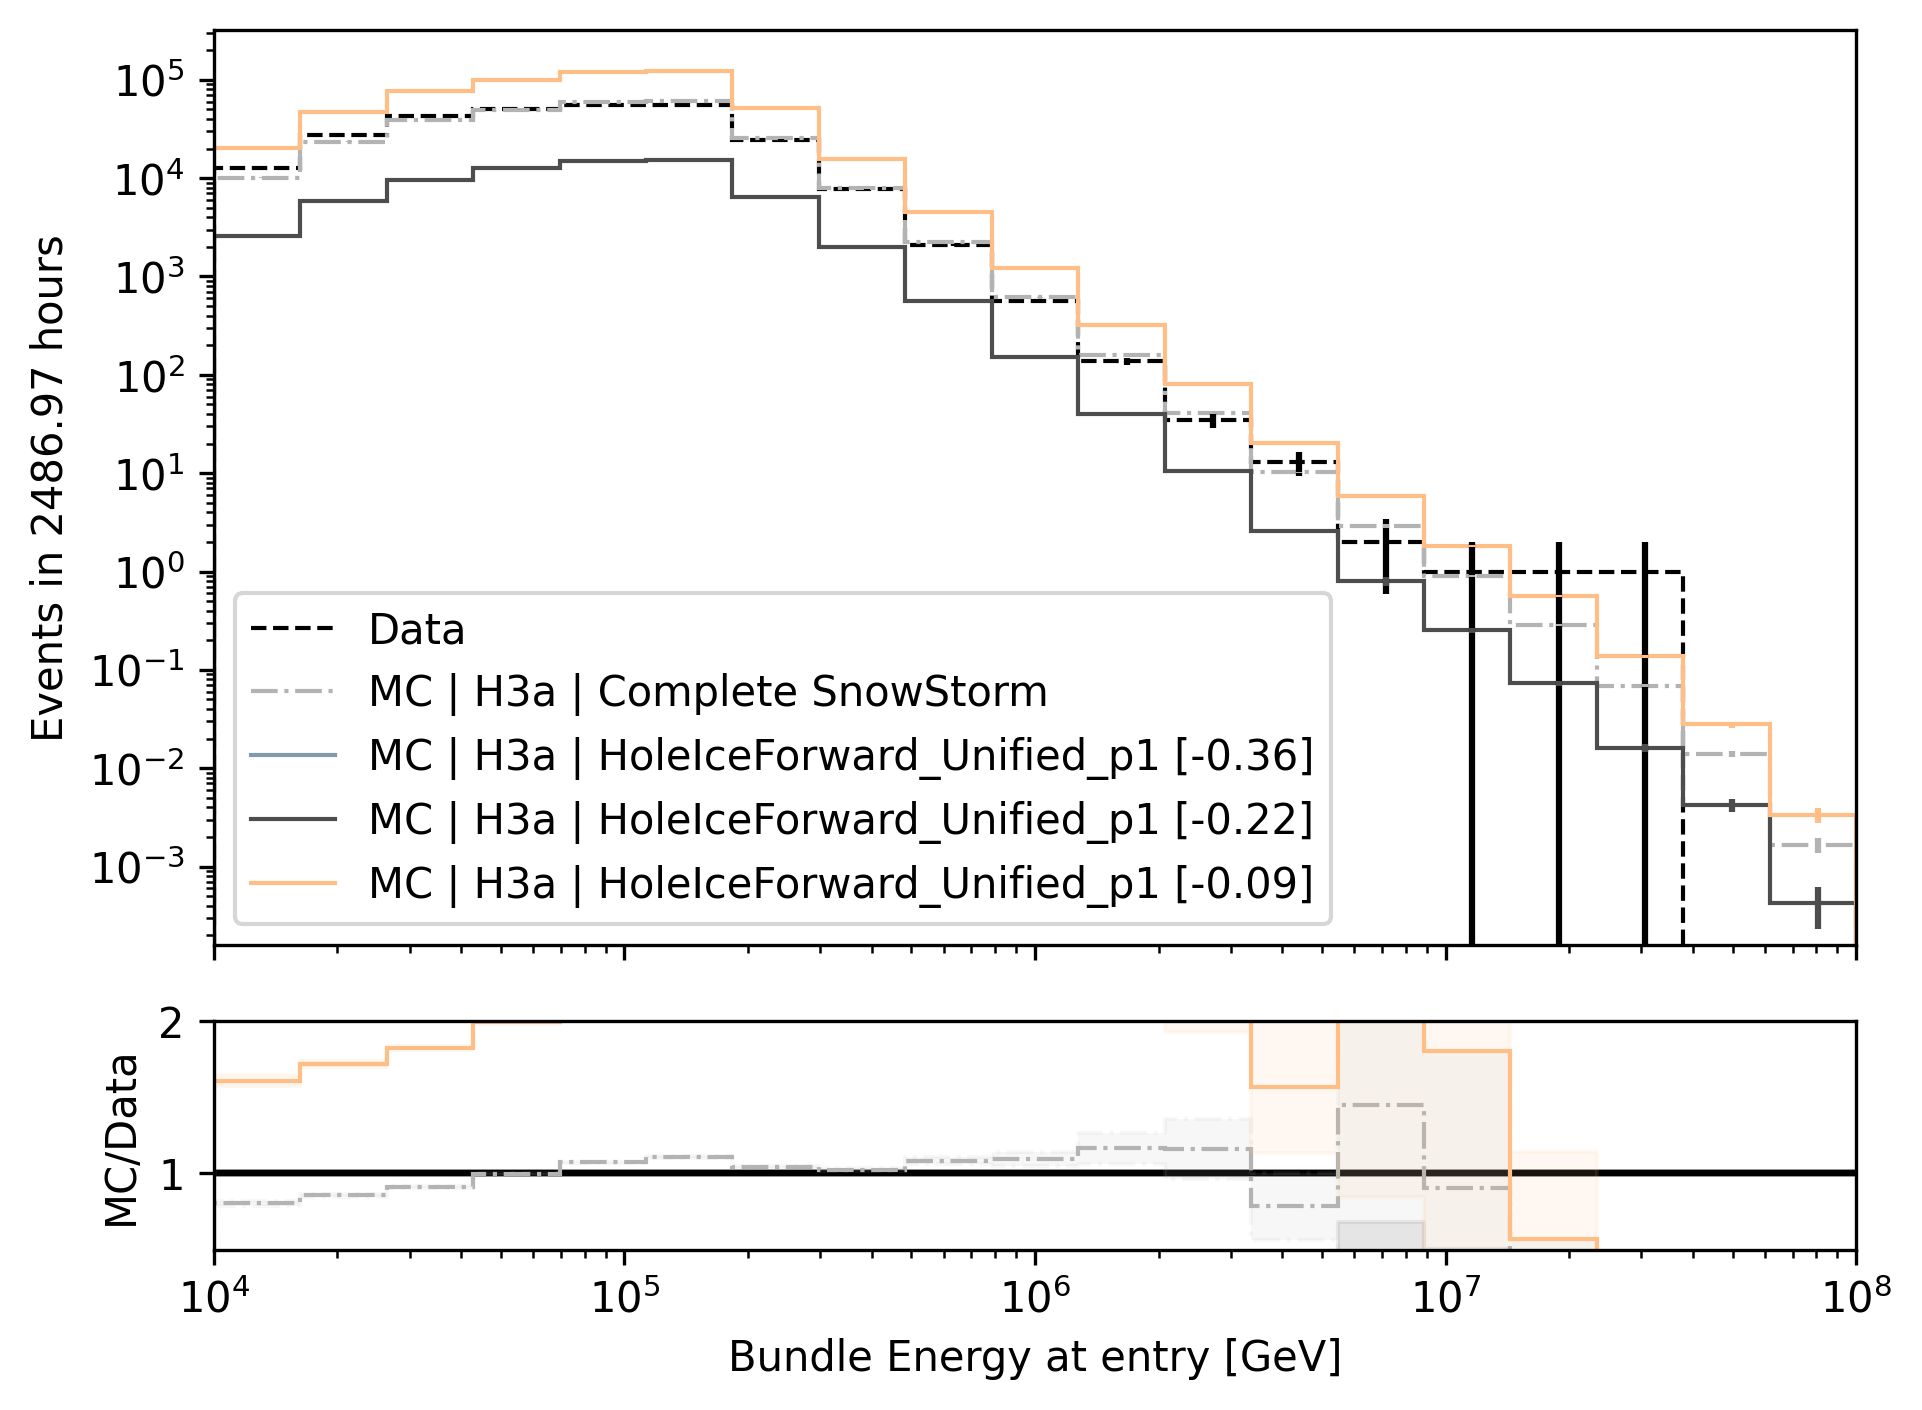 10^5
10^4
10^3
10^2
10^1
10^0
10^-1
10^-2
10^-3
Events in 2486.97 hours
Data
MC | H3a | Complete SnowStorm
MC | H3a | HoleIceForward_Unified_p1 [-0.36]
MC | H3a | HoleIceForward_Unified_p1 [-0.22]
MC | H3a | HoleIceForward_Unified_p1 [-0.09]
2
1
MC/Data
10^4 10^5 10^6 10^7 10^8
Bundle Energy at entry [GeV]